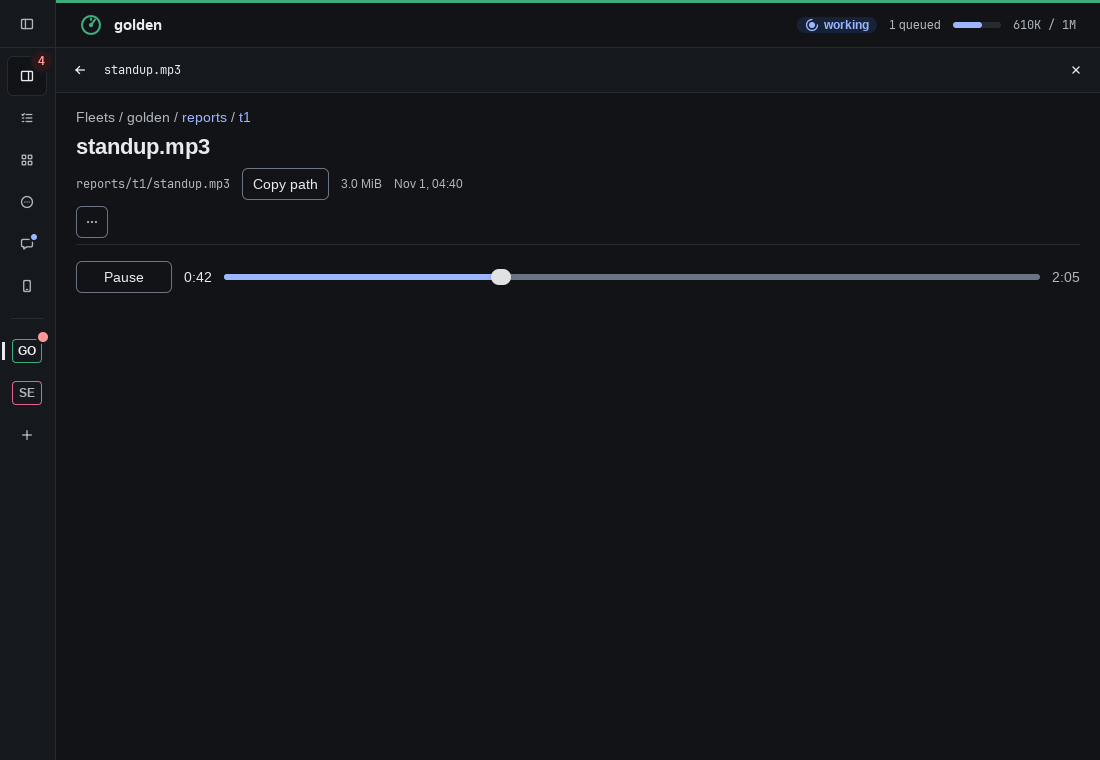 golden
working
1 queued
610K / 1M
4
standup.mp3
Fleets / golden / reports / t1
standup.mp3
reports/t1/standup.mp3
Copy path
3.0 MiB
Nov 1, 04:40
Pause
0:42
2:05
GO
SE